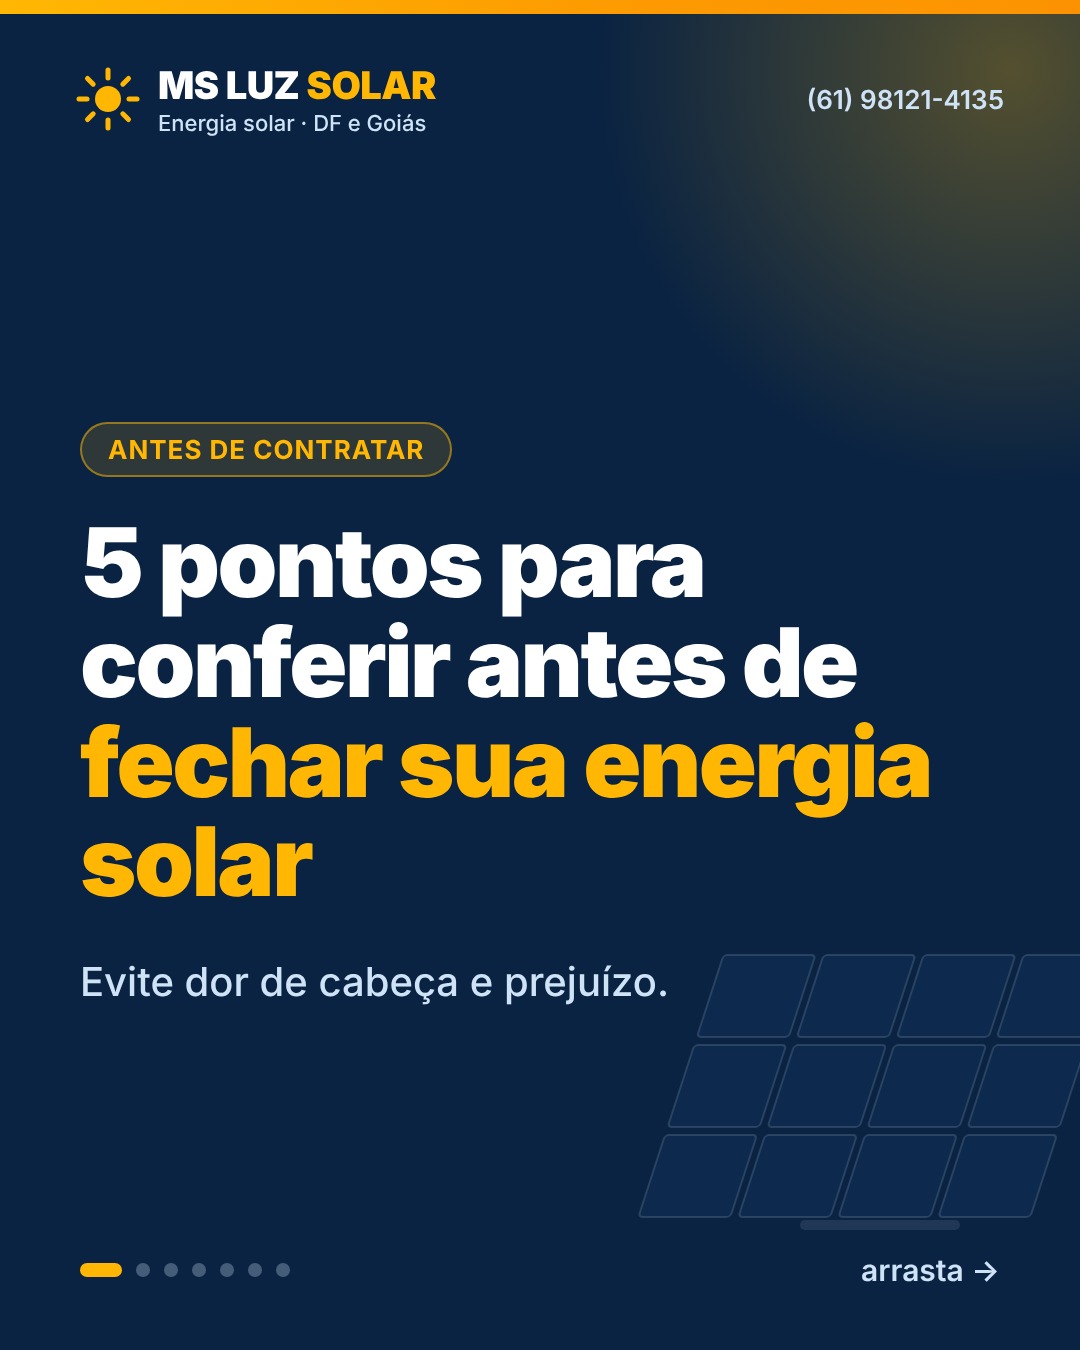 MS LUZ SOLAR
Energia solar · DF e Goiás
(61) 98121-4135
ANTES DE CONTRATAR
5 pontos para
conferir antes de
fechar sua energia
solar
Evite dor de cabeça e prejuízo.
arrasta →